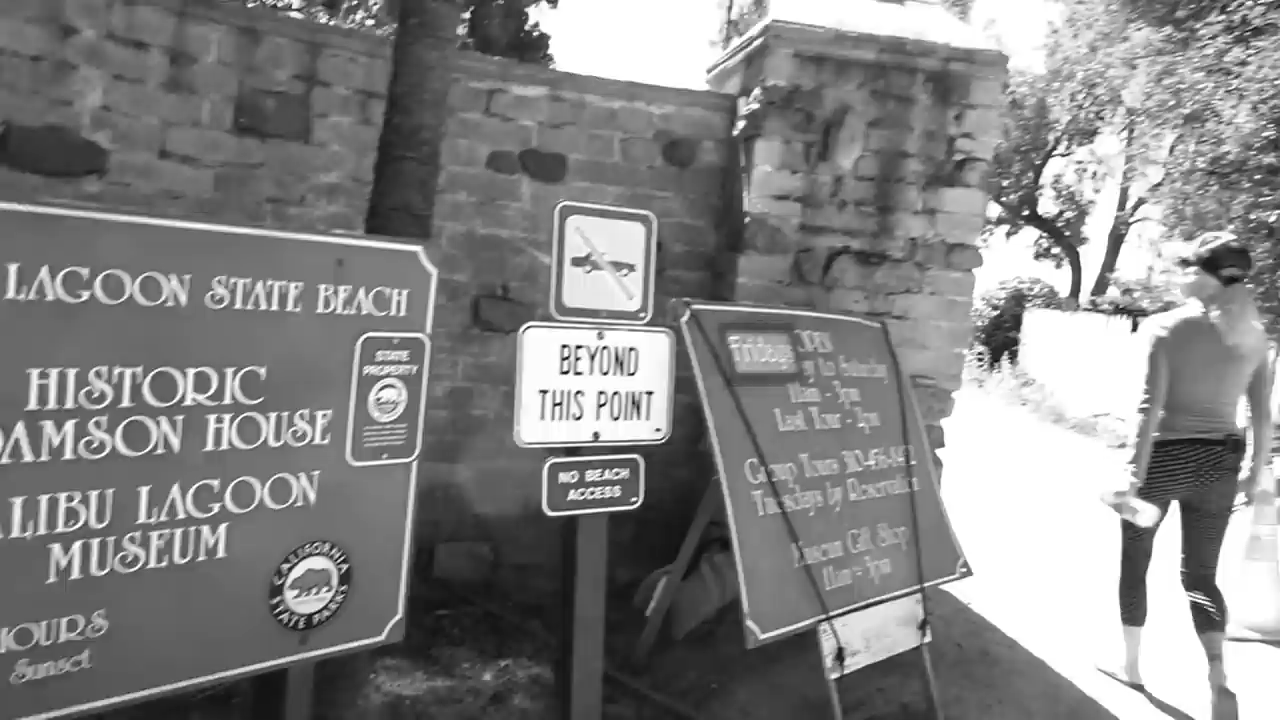 LAGOON STATE BEACH
HISTORIC
DAMSON HOUSE
ALIBU LAGOON
MUSEUM
HOURS
Sunset
STATE
PROPERTY
CALIFORNIA
STATE PARKS
BEYOND
THIS POINT
NO BEACH
ACCESS
Fridays OPEN
to Saturday
11am - 3pm
Last Tour - 2pm
Group Tours
Tuesdays by Reservation
Museum Gift Shop
11am - 3pm